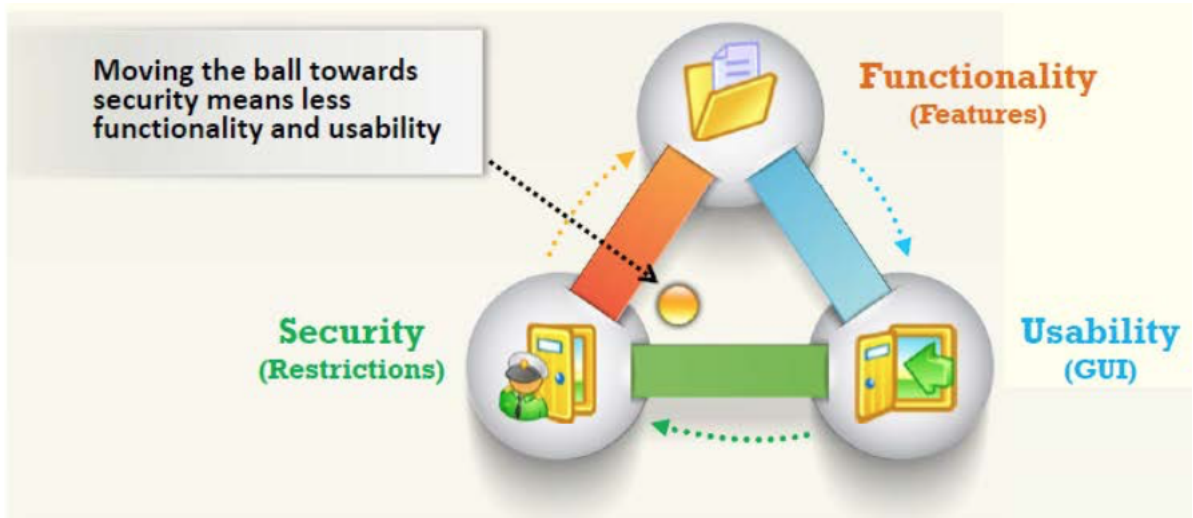 Moving the ball towards
security means less
functionality and usability
Functionality
(Features)
Security
(Restrictions)
Usability
(GUI)